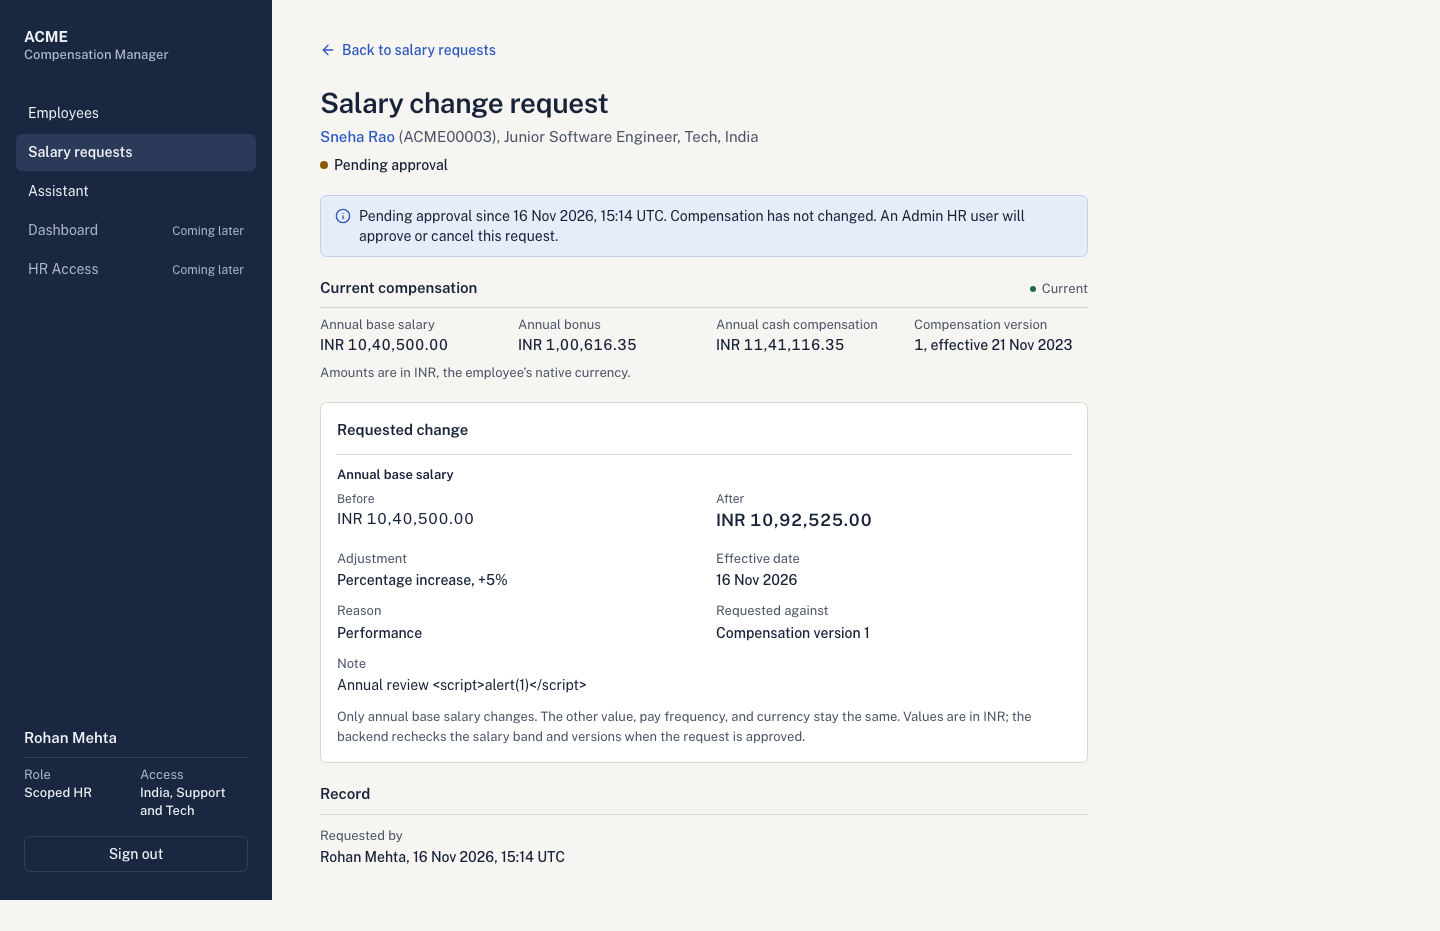 ACME
Compensation Manager
Employees
Salary requests
Assistant
Dashboard Coming later
HR Access Coming later
Rohan Mehta
Role Access
Scoped HR India, Support
and Tech
Sign out
Back to salary requests
Salary change request
Sneha Rao (ACME00003), Junior Software Engineer, Tech, India
Pending approval
Pending approval since 16 Nov 2026, 15:14 UTC. Compensation has not changed. An Admin HR user will
approve or cancel this request.
Current compensation Current
Annual base salary Annual bonus Annual cash compensation Compensation version
INR 10,40,500.00 INR 1,00,616.35 INR 11,41,116.35 1, effective 21 Nov 2023
Amounts are in INR, the employee's native currency.
Requested change
Annual base salary
Before After
INR 10,40,500.00 INR 10,92,525.00
Adjustment Effective date
Percentage increase, +5% 16 Nov 2026
Reason Requested against
Performance Compensation version 1
Note
Annual review <script>alert(1)</script>
Only annual base salary changes. The other value, pay frequency, and currency stay the same. Values are in INR; the
backend rechecks the salary band and versions when the request is approved.
Record
Requested by
Rohan Mehta, 16 Nov 2026, 15:14 UTC